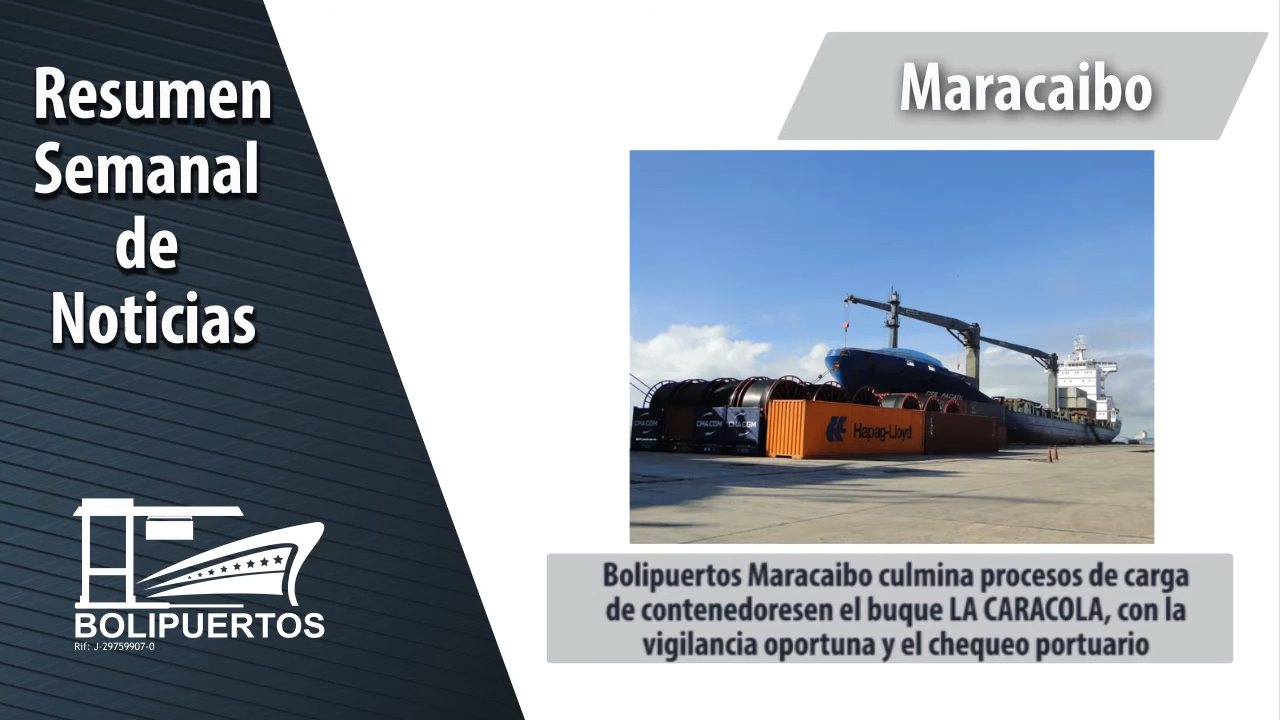 Resumen
Semanal
de
Noticias
BOLIPUERTOS
Rif: J-29759907-0
Maracaibo
CMA CGM
CMA CGM
Hapag-Lloyd
Bolipuertos Maracaibo culmina procesos de carga
de contenedoresen el buque LA CARACOLA, con la
vigilancia oportuna y el chequeo portuario